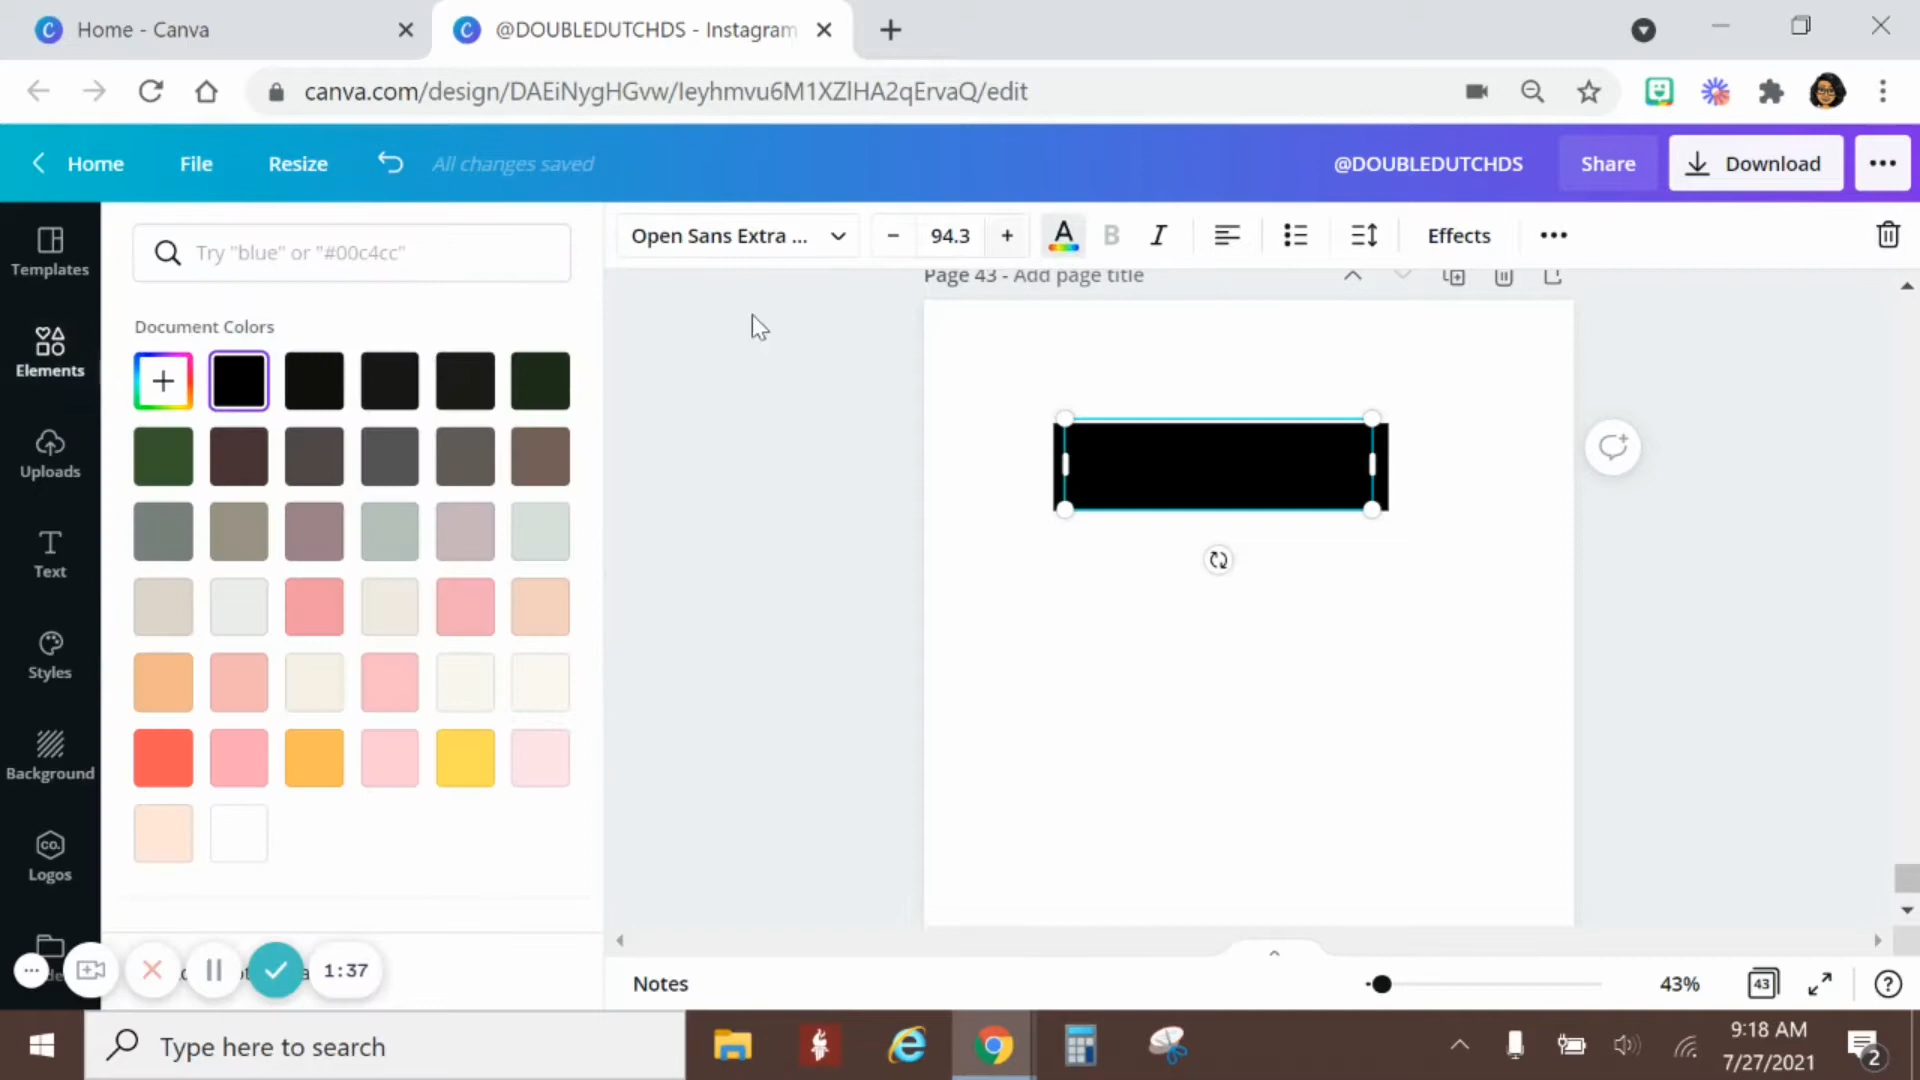 Home - Canva
@DOUBLEDUTCHDS - Instagram
canva.com/design/DAEiNygHGvw/Ieyhmvu6M1XZlHA2qErvaQ/edit
Home
File
Resize
All changes saved
@DOUBLEDUTCHDS
Share
Download
Open Sans Extra ...
94.3
A
B
I
Effects
Templates
Elements
Uploads
Text
Styles
Background
CO.
Logos
Try "blue" or "#00c4cc"
Document Colors
Page 43 - Add page title
1:37
Notes
43%
43
Type here to search
9:18 AM
7/27/2021
2